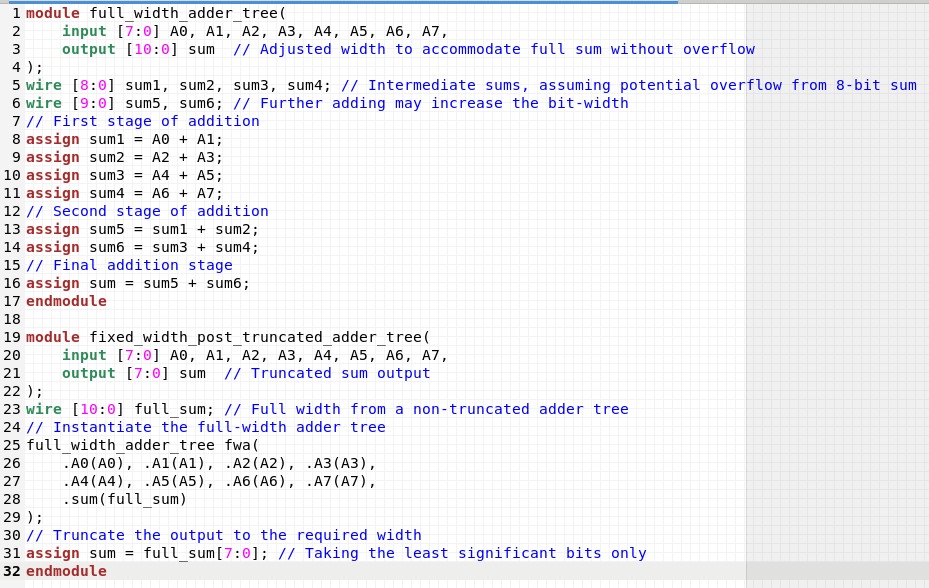 1 module full_width_adder_tree(
2     input [7:0] A0, A1, A2, A3, A4, A5, A6, A7,
3     output [10:0] sum  // Adjusted width to accommodate full sum without overflow
4 );
5 wire [8:0] sum1, sum2, sum3, sum4; // Intermediate sums, assuming potential overflow from 8-bit sum
6 wire [9:0] sum5, sum6; // Further adding may increase the bit-width
7 // First stage of addition
8 assign sum1 = A0 + A1;
9 assign sum2 = A2 + A3;
10 assign sum3 = A4 + A5;
11 assign sum4 = A6 + A7;
12 // Second stage of addition
13 assign sum5 = sum1 + sum2;
14 assign sum6 = sum3 + sum4;
15 // Final addition stage
16 assign sum = sum5 + sum6;
17 endmodule
18
19 module fixed_width_post_truncated_adder_tree(
20     input [7:0] A0, A1, A2, A3, A4, A5, A6, A7,
21     output [7:0] sum  // Truncated sum output
22 );
23 wire [10:0] full_sum; // Full width from a non-truncated adder tree
24 // Instantiate the full-width adder tree
25 full_width_adder_tree fwa(
26     .A0(A0), .A1(A1), .A2(A2), .A3(A3),
27     .A4(A4), .A5(A5), .A6(A6), .A7(A7),
28     .sum(full_sum)
29 );
30 // Truncate the output to the required width
31 assign sum = full_sum[7:0]; // Taking the least significant bits only
32 endmodule